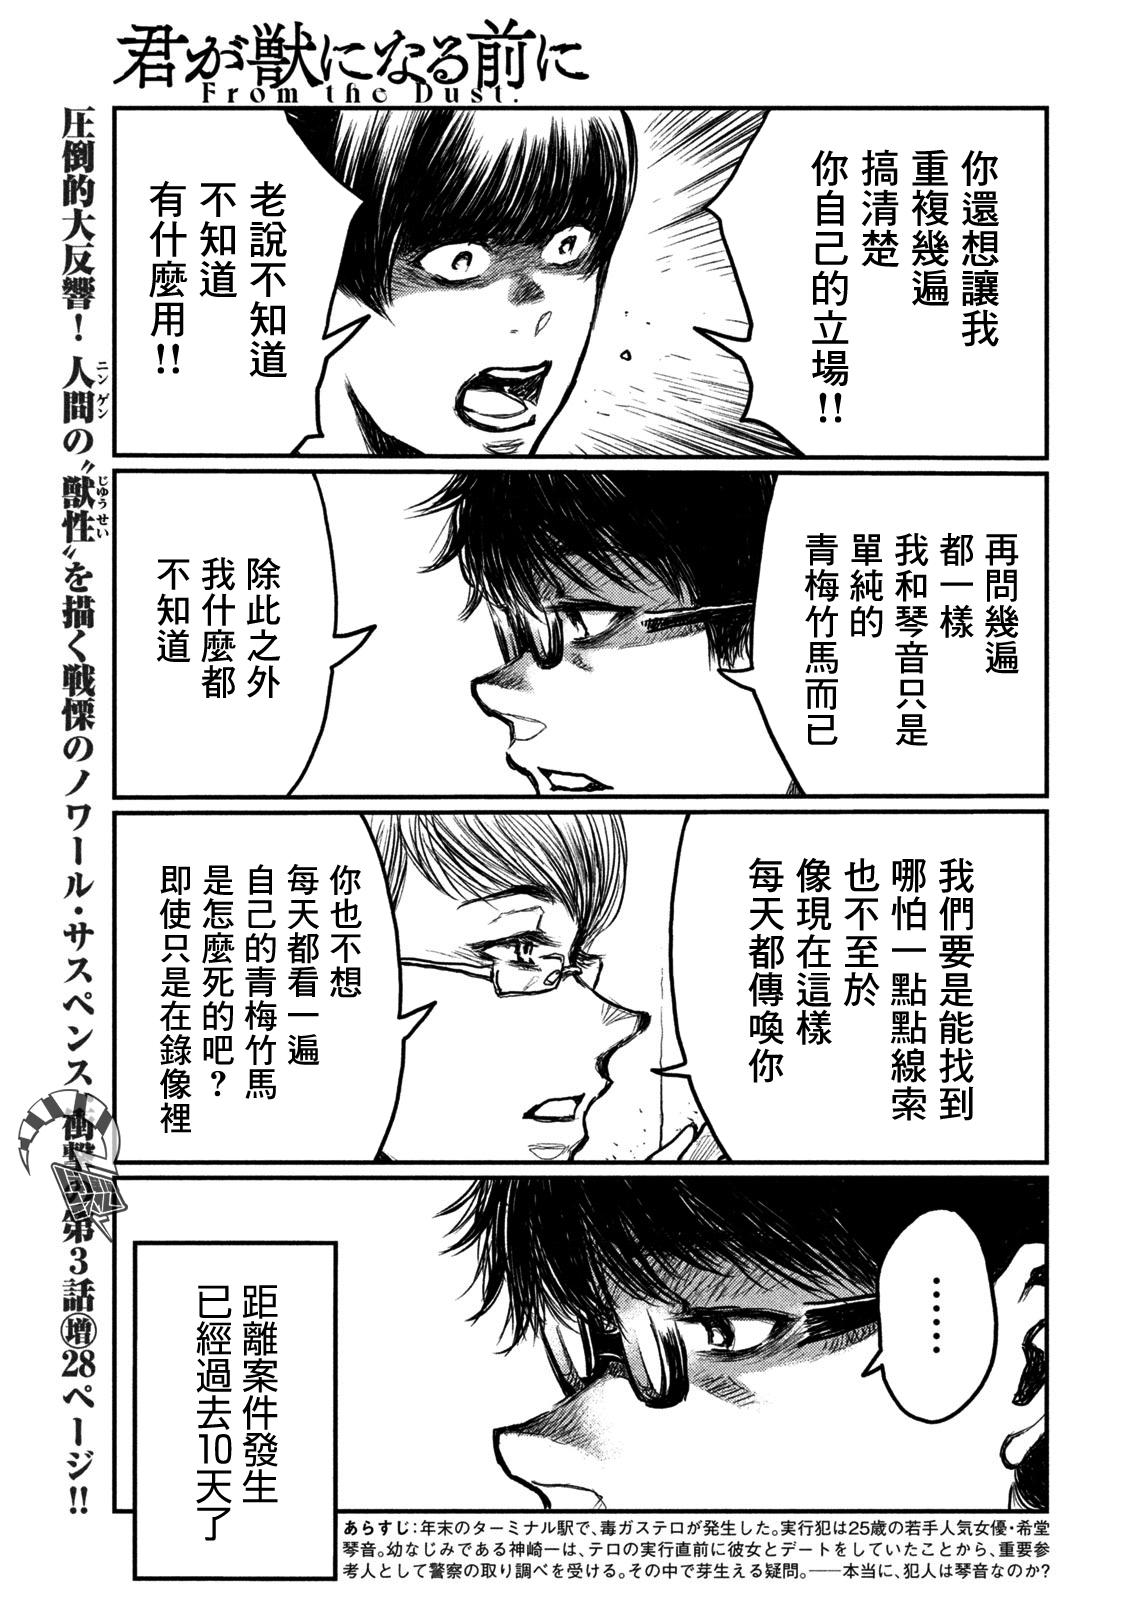 君が獣になる前に
From the Dust.
圧倒的大反響！人間の〝獣性〟を描く戦慄のノワール・サスペンス、衝撃の第3話増28ページ!!
ニンゲン
じゅうせい
你還想讓我
重複幾遍
搞清楚
你自己的立場!!
老說不知道
不知道
有什麼用!!
再問幾遍
都一樣
我和琴音只是
單純的
青梅竹馬而已
除此之外
我什麼都
不知道
我們要是能找到
哪怕一點點線索
也不至於
像現在這樣
每天都傳喚你
你也不想
每天都看一遍
自己的青梅竹馬
是怎麼死的吧？
即使只是在錄像裡
……
距離案件發生
已經過去10天了
あらすじ：年末のターミナル駅で、毒ガステロが発生した。実行犯は25歳の若手人気女優・希堂
琴音。幼なじみである神崎一は、テロの実行直前に彼女とデートをしていたことから、重要参
考人として警察の取り調べを受ける。その中で芽生える疑問。——本当に、犯人は琴音なのか?